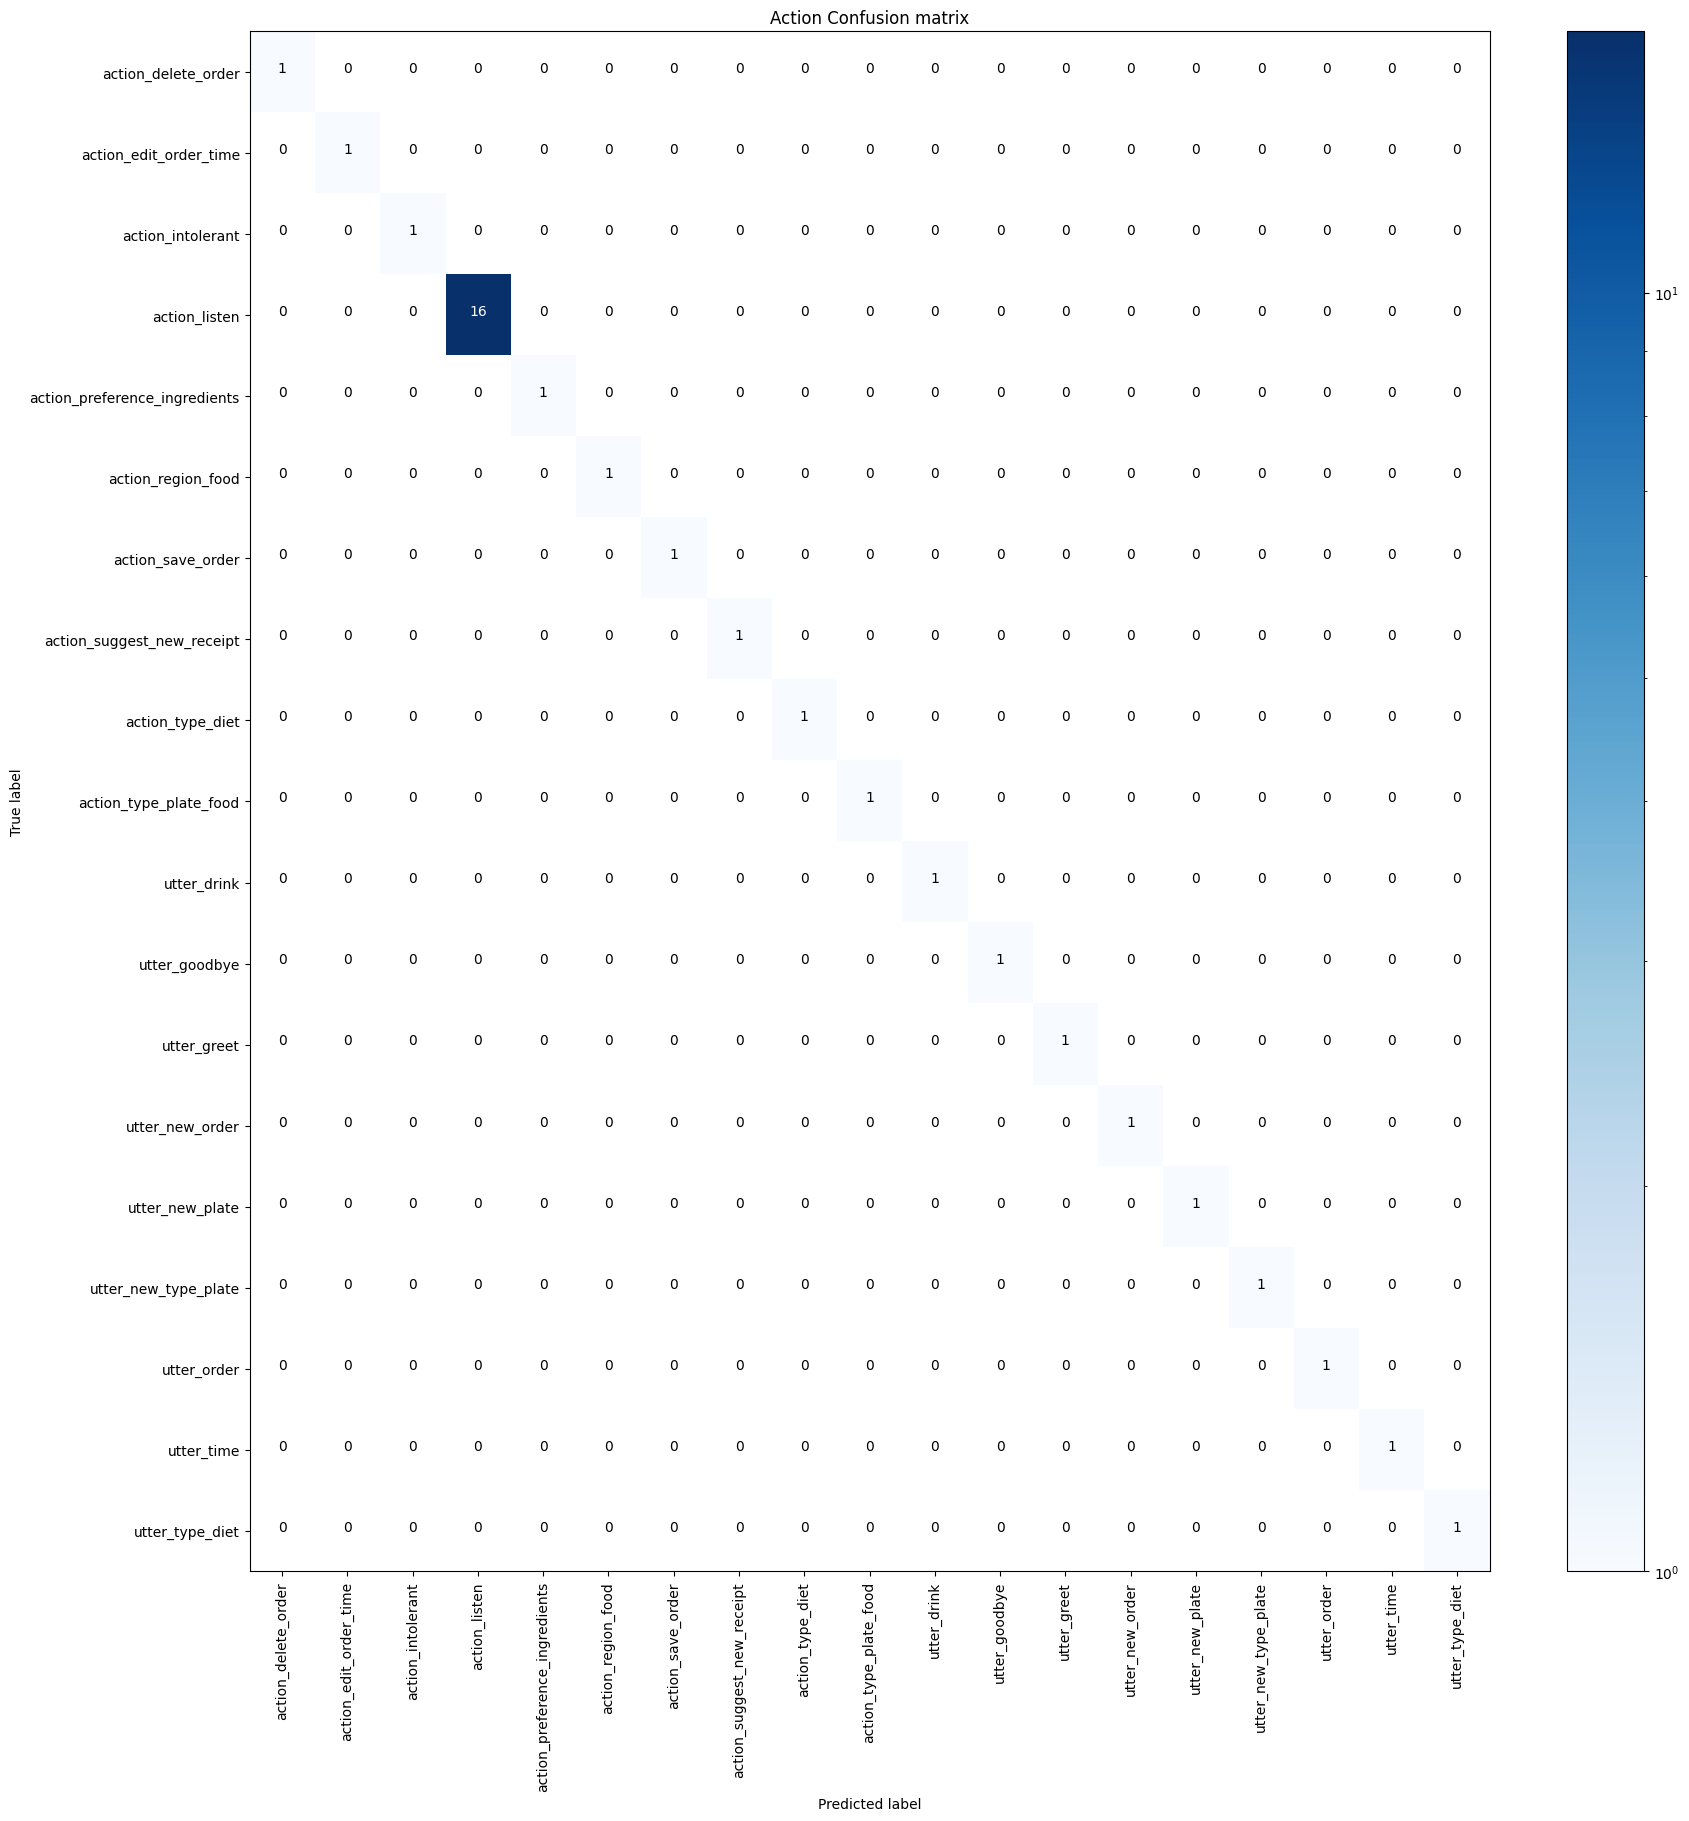 Action Confusion matrix
action_delete_order 1 0 0 0 0 0 0 0 0 0 0 0 0 0 0 0 0 0 0
action_edit_order_time 0 1 0 0 0 0 0 0 0 0 0 0 0 0 0 0 0 0 0
action_intolerant 0 0 1 0 0 0 0 0 0 0 0 0 0 0 0 0 0 0 0
action_listen 0 0 0 16 0 0 0 0 0 0 0 0 0 0 0 0 0 0 0
action_preference_ingredients 0 0 0 0 1 0 0 0 0 0 0 0 0 0 0 0 0 0 0
action_region_food 0 0 0 0 0 1 0 0 0 0 0 0 0 0 0 0 0 0 0
action_save_order 0 0 0 0 0 0 1 0 0 0 0 0 0 0 0 0 0 0 0
action_suggest_new_receipt 0 0 0 0 0 0 0 1 0 0 0 0 0 0 0 0 0 0 0
action_type_diet 0 0 0 0 0 0 0 0 1 0 0 0 0 0 0 0 0 0 0
action_type_plate_food 0 0 0 0 0 0 0 0 0 1 0 0 0 0 0 0 0 0 0
utter_drink 0 0 0 0 0 0 0 0 0 0 1 0 0 0 0 0 0 0 0
utter_goodbye 0 0 0 0 0 0 0 0 0 0 0 1 0 0 0 0 0 0 0
utter_greet 0 0 0 0 0 0 0 0 0 0 0 0 1 0 0 0 0 0 0
utter_new_order 0 0 0 0 0 0 0 0 0 0 0 0 0 1 0 0 0 0 0
utter_new_plate 0 0 0 0 0 0 0 0 0 0 0 0 0 0 1 0 0 0 0
utter_new_type_plate 0 0 0 0 0 0 0 0 0 0 0 0 0 0 0 1 0 0 0
utter_order 0 0 0 0 0 0 0 0 0 0 0 0 0 0 0 0 1 0 0
utter_time 0 0 0 0 0 0 0 0 0 0 0 0 0 0 0 0 0 1 0
utter_type_diet 0 0 0 0 0 0 0 0 0 0 0 0 0 0 0 0 0 0 1
True label
action_delete_order
action_edit_order_time
action_intolerant
action_listen
action_preference_ingredients
action_region_food
action_save_order
action_suggest_new_receipt
action_type_diet
action_type_plate_food
utter_drink
utter_goodbye
utter_greet
utter_new_order
utter_new_plate
utter_new_type_plate
utter_order
utter_time
utter_type_diet
Predicted label
10¹
10⁰